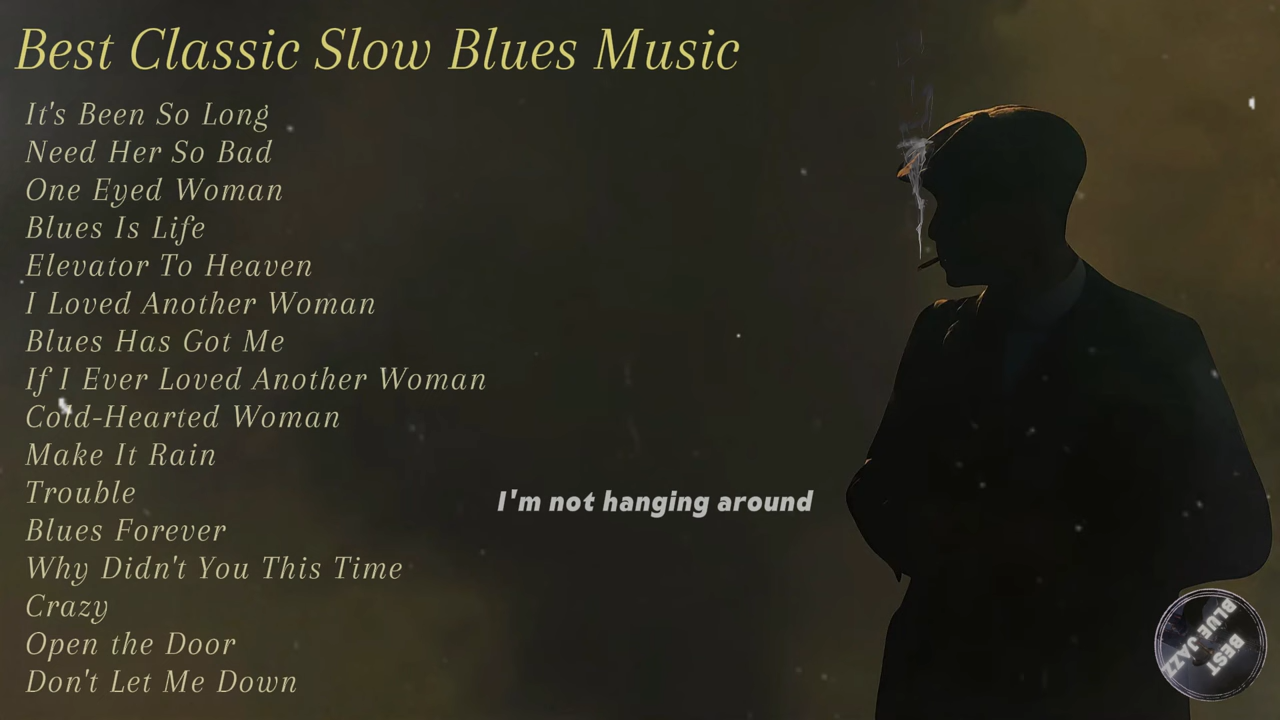 Best Classic Slow Blues Music
It's Been So Long
Need Her So Bad
One Eyed Woman
Blues Is Life
Elevator To Heaven
I Loved Another Woman
Blues Has Got Me
If I Ever Loved Another Woman
Cold-Hearted Woman
Make It Rain
Trouble
Blues Forever
Why Didn't You This Time
Crazy
Open the Door
Don't Let Me Down
I'm not hanging around
BEST
BLUE JAZZ